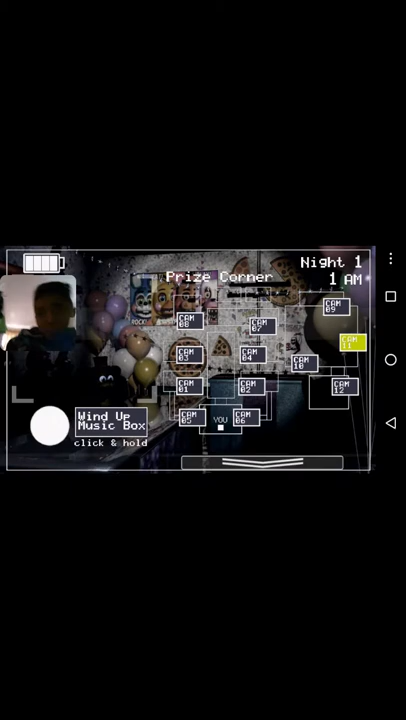 Night 1
1 AM
Prize Corner
CAM
09
CAM
08
CAM
07
CAM
11
CAM
03
CAM
04
CAM
10
CAM
01
CAM
02
CAM
12
CAM
05
YOU
CAM
06
Wind Up
Music Box
click & hold